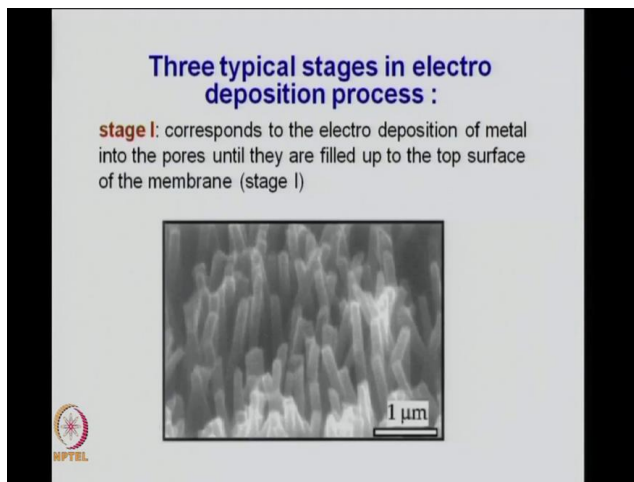 Three typical stages in electro
deposition process :
stage I: corresponds to the electro deposition of metal
into the pores until they are filled up to the top surface
of the membrane (stage I)
1 μm
NPTEL